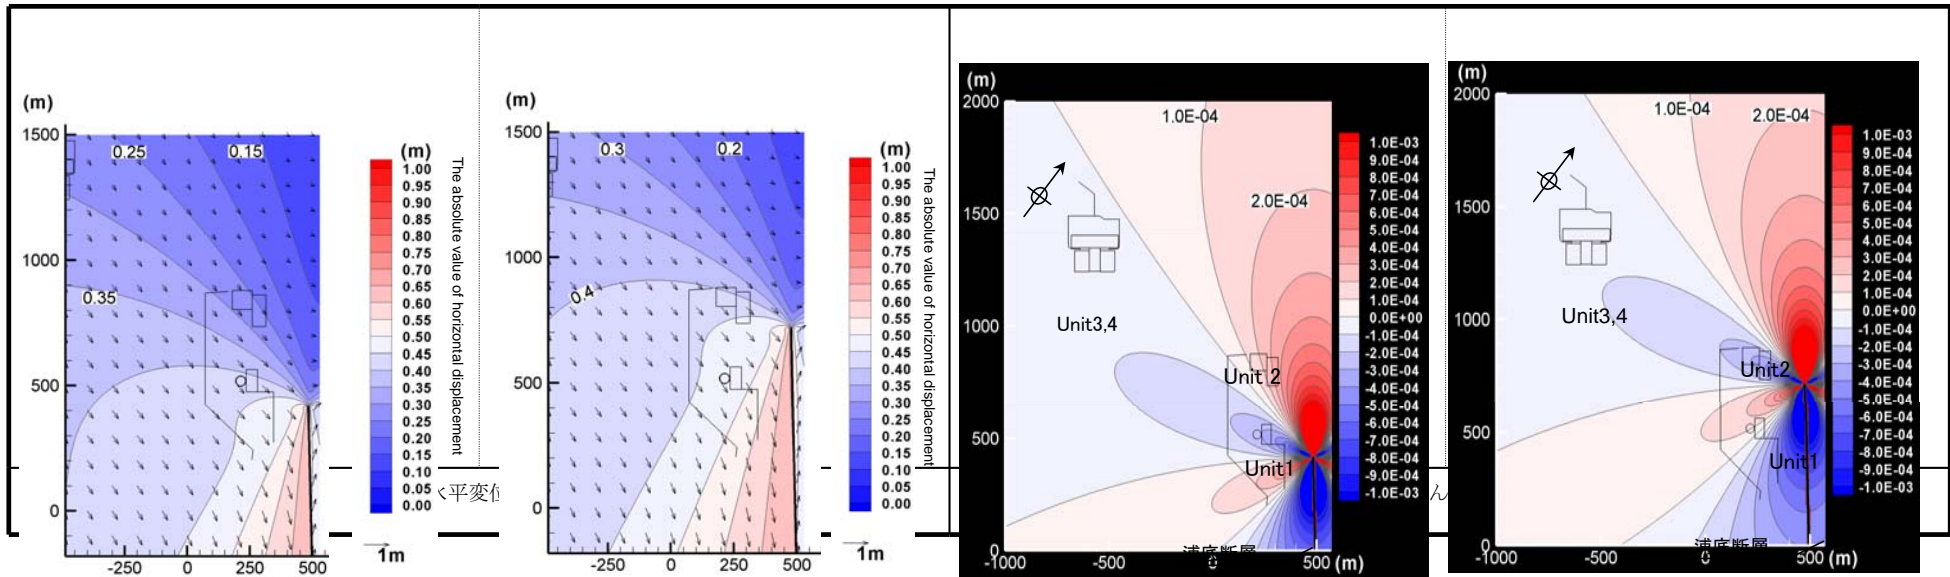 (m)
1500
1000
500
0
-250
0
250
500
0.25
0.15
0.35
(m)
1.00
0.95
0.90
0.85
0.80
0.75
0.70
0.65
0.60
0.55
0.50
0.45
0.40
0.35
0.30
0.25
0.20
0.15
0.10
0.05
0.00
1m
The absolute value of horizontal displacement
水平変位
(m)
1500
1000
500
0
-250
0
250
500
0.3
0.2
0.4
(m)
1.00
0.95
0.90
0.85
0.80
0.75
0.70
0.65
0.60
0.55
0.50
0.45
0.40
0.35
0.30
0.25
0.20
0.15
0.10
0.05
0.00
1m
The absolute value of horizontal displacement
(m)
2000
1500
1000
500
0
-1000
-500
0
500
(m)
1.0E-04
2.0E-04
Unit3,4
Unit 2
Unit1
浦底断層
1.0E-03
9.0E-04
8.0E-04
7.0E-04
6.0E-04
5.0E-04
4.0E-04
3.0E-04
2.0E-04
1.0E-04
0.0E+00
-1.0E-04
-2.0E-04
-3.0E-04
-4.0E-04
-5.0E-04
-6.0E-04
-7.0E-04
-8.0E-04
-9.0E-04
-1.0E-03
ん
(m)
2000
1500
1000
500
0
-1000
-500
0
500
(m)
1.0E-04
2.0E-04
Unit3,4
Unit2
Unit1
浦底断層
1.0E-03
9.0E-04
8.0E-04
7.0E-04
6.0E-04
5.0E-04
4.0E-04
3.0E-04
2.0E-04
1.0E-04
0.0E+00
-1.0E-04
-2.0E-04
-3.0E-04
-4.0E-04
-5.0E-04
-6.0E-04
-7.0E-04
-8.0E-04
-9.0E-04
-1.0E-03